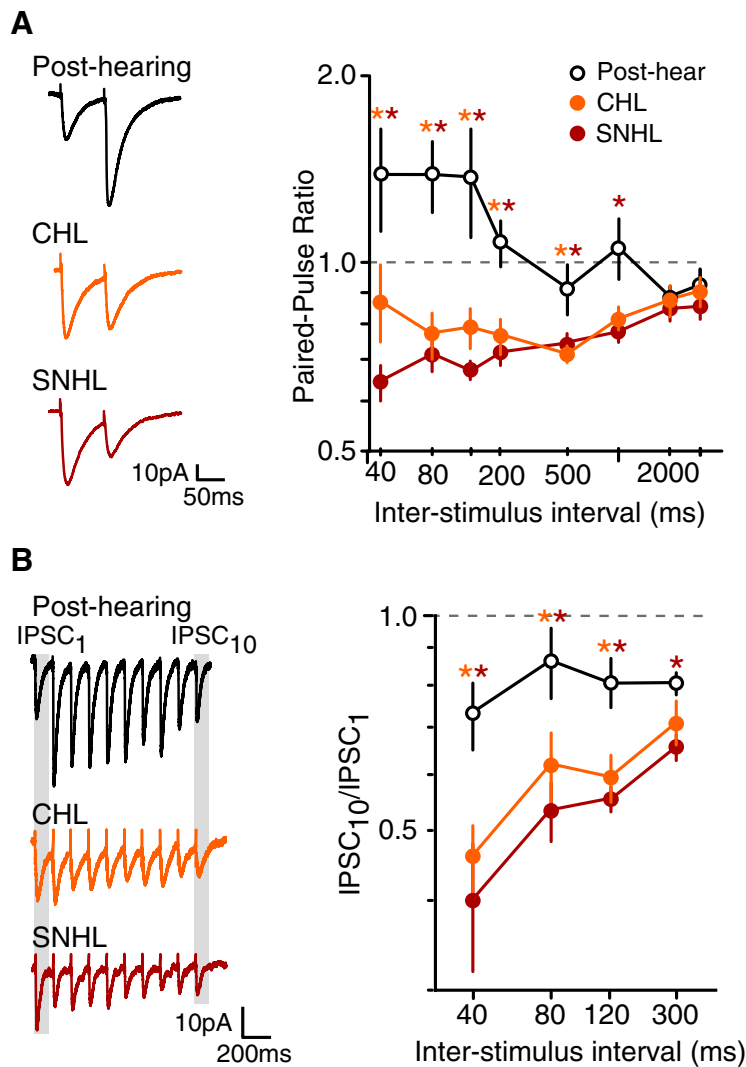 A
Post-hearing
CHL
SNHL
10pA
50ms
Post-hear
CHL
SNHL
** ** ** ** ** *
Paired-Pulse Ratio
2.0
1.0
0.5
40 80 200 500 2000
Inter-stimulus interval (ms)
B
Post-hearing
IPSC1 IPSC10
CHL
SNHL
10pA
200ms
** ** ** *
IPSC10/IPSC1
1.0
0.5
40 80 120 300
Inter-stimulus interval (ms)